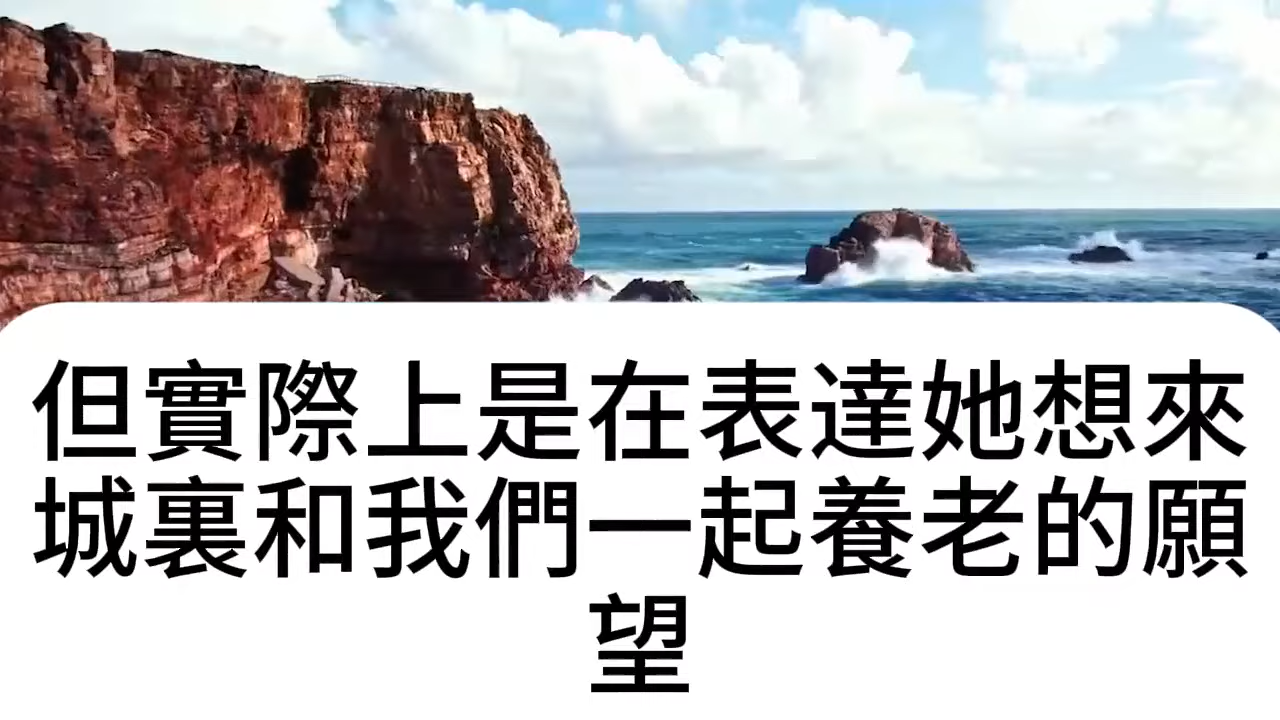 但實際上是在表達她想來
城裏和我們一起養老的願
望